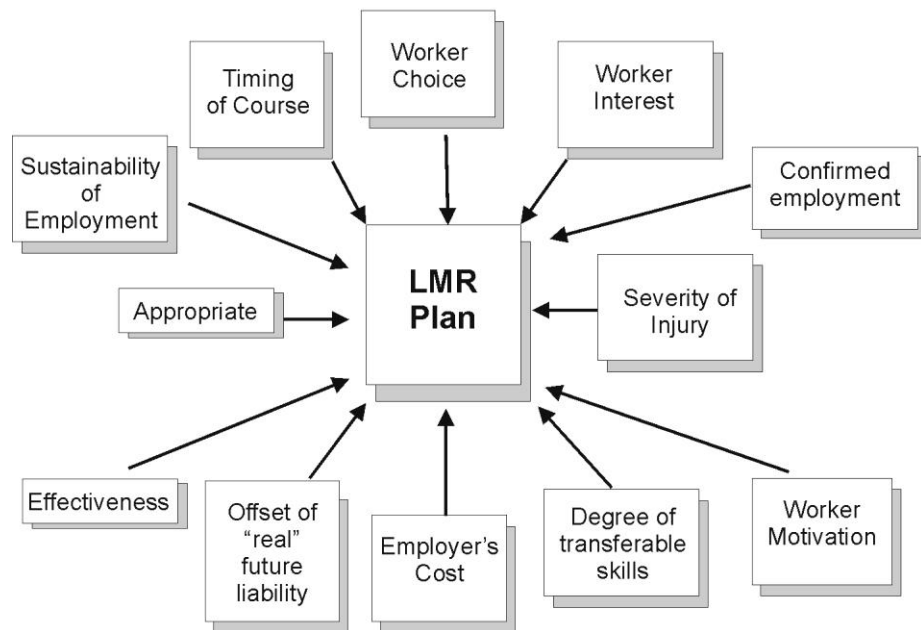 Worker
Choice
Timing
of Course
Worker
Interest
Sustainability
of
Employment
Confirmed
employment
LMR
Plan
Appropriate
Severity of
Injury
Effectiveness
Offset of
“real”
future
liability
Employer’s
Cost
Degree of
transferable
skills
Worker
Motivation